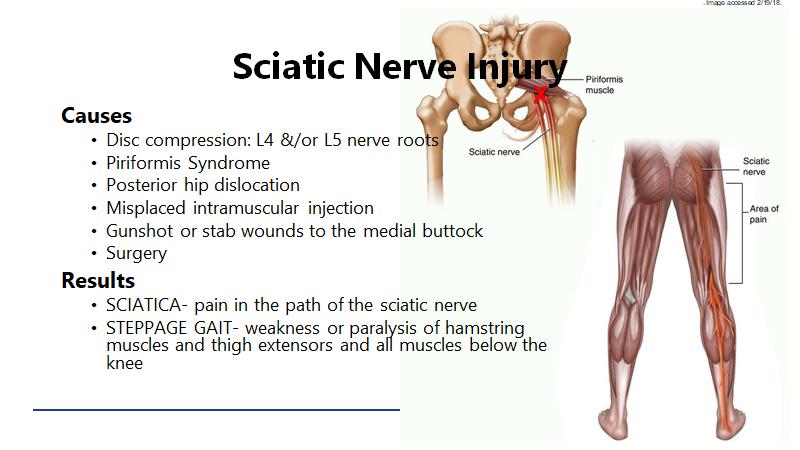 . Image accessed 2/19/18.
Sciatic Nerve Injury
Piriformis
muscle
Sciatic nerve
Causes
• Disc compression: L4 &/or L5 nerve roots
• Piriformis Syndrome
• Posterior hip dislocation
• Misplaced intramuscular injection
• Gunshot or stab wounds to the medial buttock
• Surgery
Results
• SCIATICA- pain in the path of the sciatic nerve
• STEPPAGE GAIT- weakness or paralysis of hamstring
muscles and thigh extensors and all muscles below the
knee
Sciatic
nerve
Area of
pain